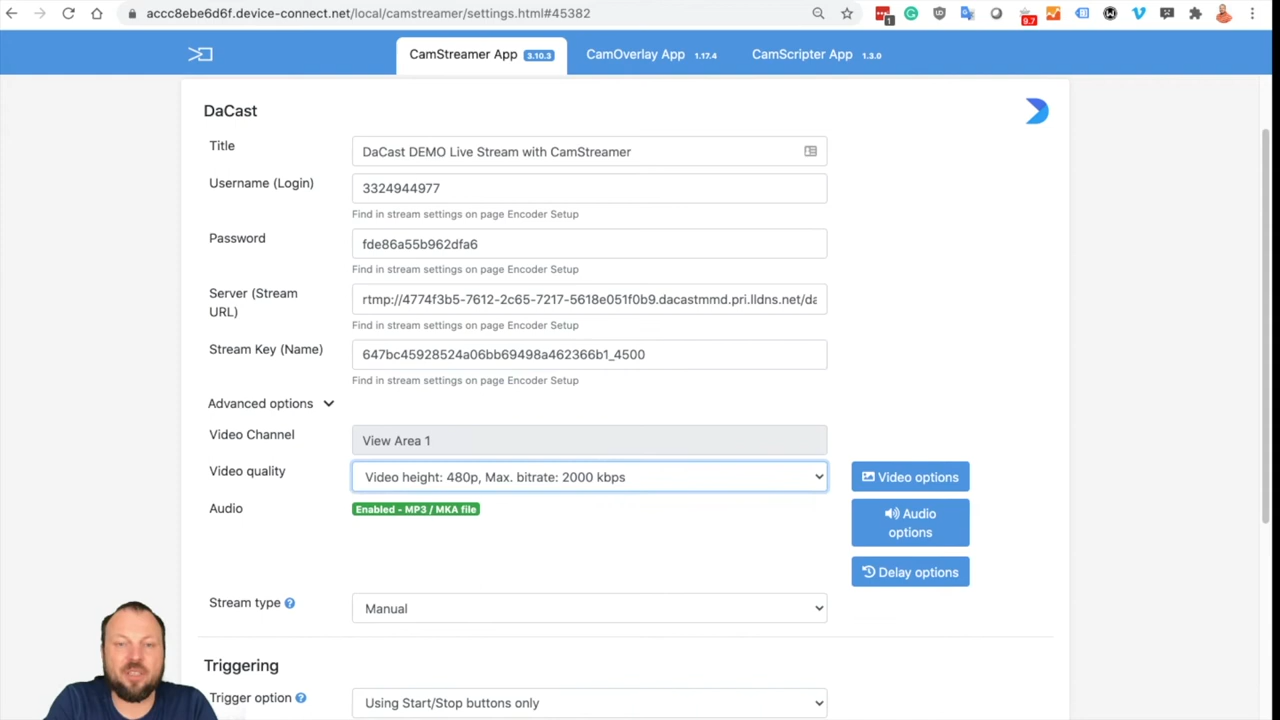 accc8ebe6d6f.device-connect.net/local/camstreamer/settings.html#45382
1
9.7
CamStreamer App 3.10.3
CamOverlay App 1.17.4
CamScripter App 1.3.0
DaCast
Title
DaCast DEMO Live Stream with CamStreamer
Username (Login)
3324944977
Find in stream settings on page Encoder Setup
Password
fde86a55b962dfa6
Find in stream settings on page Encoder Setup
Server (Stream
URL)
rtmp://4774f3b5-7612-2c65-7217-5618e051f0b9.dacastmmd.pri.lldns.net/da
Find in stream settings on page Encoder Setup
Stream Key (Name)
647bc45928524a06bb69498a462366b1_4500
Find in stream settings on page Encoder Setup
Advanced options
Video Channel
View Area 1
Video quality
Video height: 480p, Max. bitrate: 2000 kbps
Video options
Audio
Enabled - MP3 / MKA file
Audio
options
Delay options
Stream type ?
Manual
Triggering
Trigger option ?
Using Start/Stop buttons only